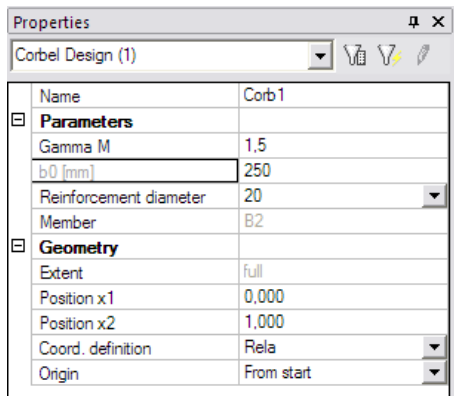 Properties
Corbel Design (1)
Name Corb1
Parameters
Gamma M 1,5
b0 [mm] 250
Reinforcement diameter 20
Member B2
Geometry
Extent full
Position x1 0,000
Position x2 1,000
Coord. definition Rela
Origin From start